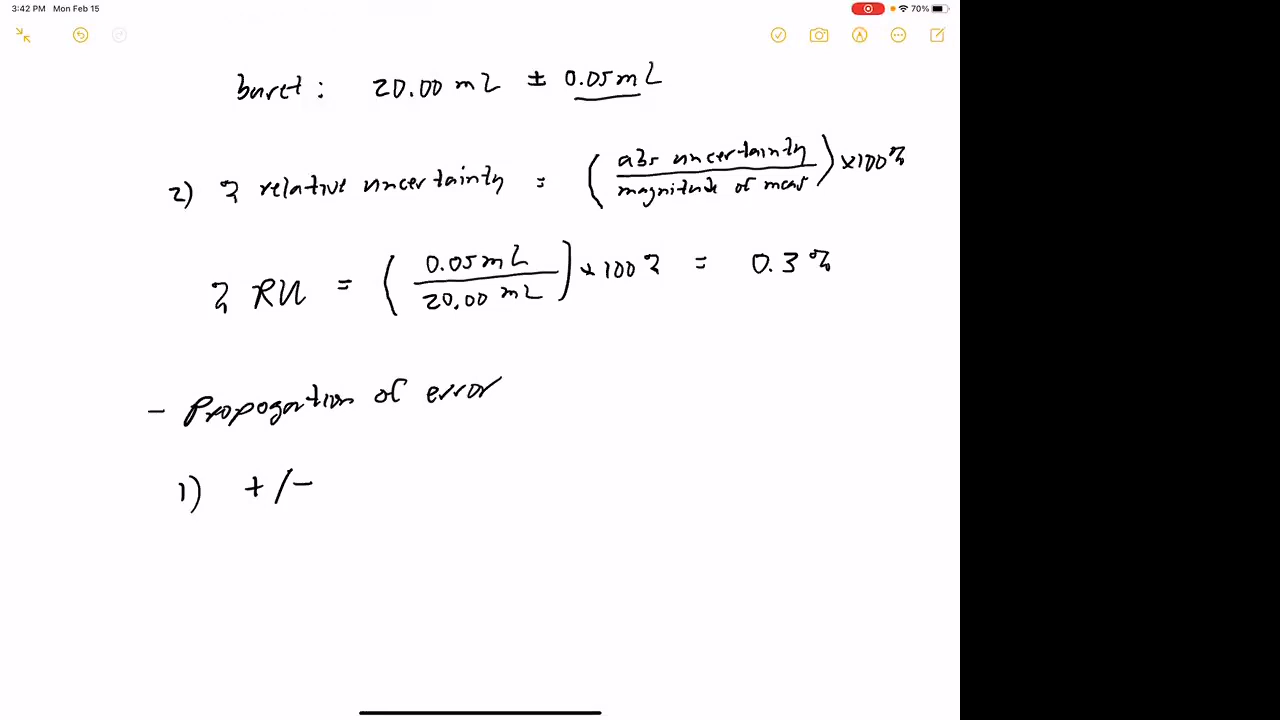 3:42 PM Mon Feb 15 70%
buret : 20.00 mL ± 0.05 mL
2) % relative uncertainty = (abs uncertainty / magnitude of meas) ×100%
% RU = (0.05 mL / 20.00 mL) ×100% = 0.3%
- Propogation of error
1) +/-